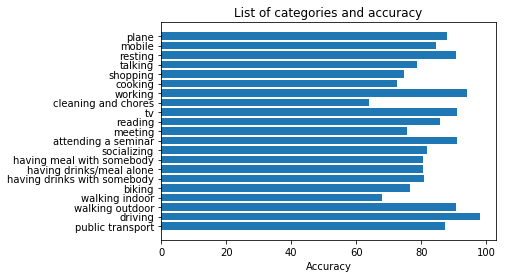 List of categories and accuracy
plane
mobile
resting
talking
shopping
cooking
working
cleaning and chores
tv
reading
meeting
attending a seminar
socializing
having meal with somebody
having drinks/meal alone
having drinks with somebody
biking
walking indoor
walking outdoor
driving
public transport
0 20 40 60 80 100
Accuracy